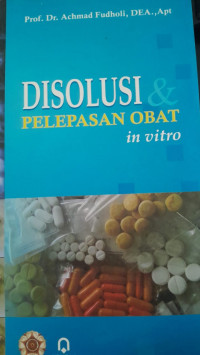 Prof. Dr. Achmad Fudholi, DEA.,Apt
DISOLUSI &
PELEPASAN OBAT
in vitro